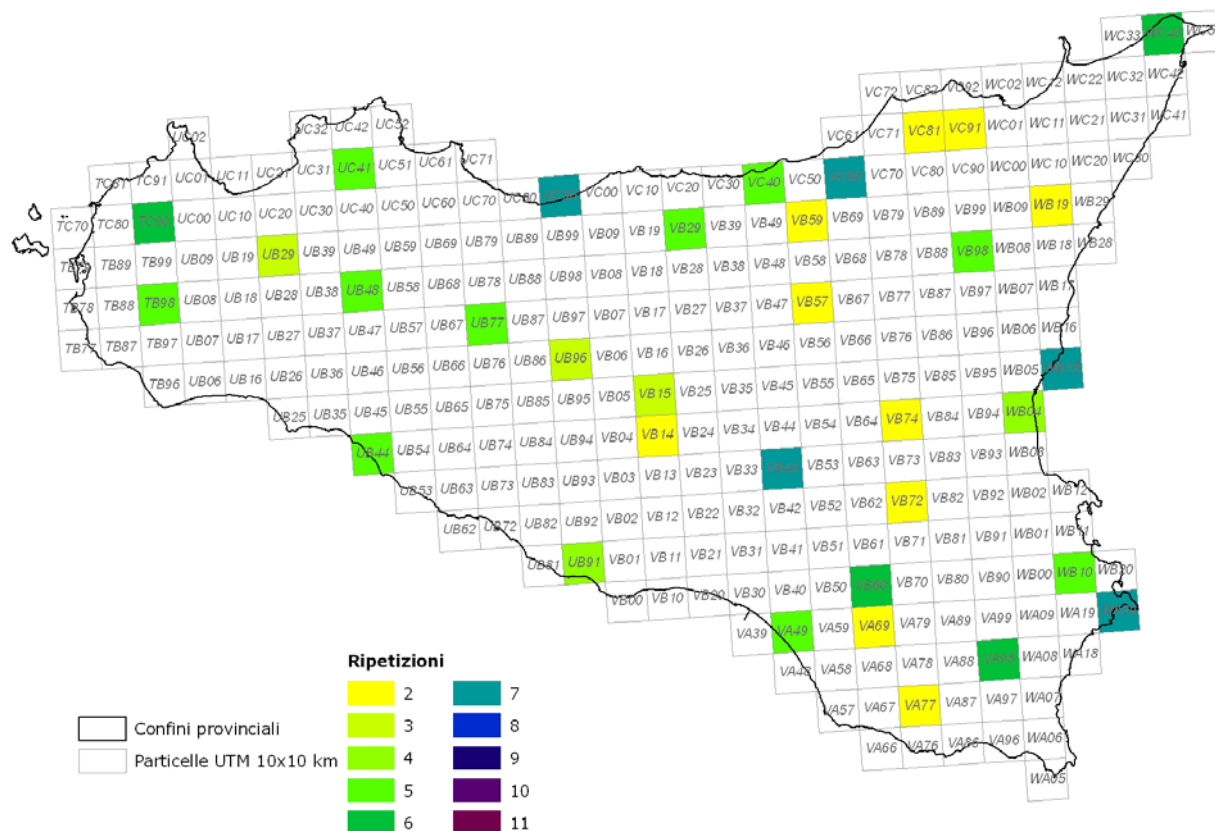 WC33 WC43
VC72 VC82 VC92 WC02 WC12 WC22 WC32 WC42
UC02 UC32 UC42 UC52 VC61 VC71 VC81 VC91 WC01 WC11 WC21 WC31 WC41
TC91 UC01 UC11 UC21 UC31 UC41 UC51 UC61 UC71
TC70 TC80 TC90 UC00 UC10 UC20 UC30 UC40 UC50 UC60 UC70 UC80 VC00 VC10 VC20 VC30 VC40 VC50 VC60 VC70 VC80 VC90 WC00 WC10 WC20 WC30
TB89 TB99 UB09 UB19 UB29 UB39 UB49 UB59 UB69 UB79 UB89 UB99 VB09 VB19 VB29 VB39 VB49 VB59 VB69 VB79 VB89 VB99 WB09 WB19 WB29
TB78 TB88 TB98 UB08 UB18 UB28 UB38 UB48 UB58 UB68 UB78 UB88 UB98 VB08 VB18 VB28 VB38 VB48 VB58 VB68 VB78 VB88 VB98 WB08 WB18 WB28
TB77 TB87 TB97 UB07 UB17 UB27 UB37 UB47 UB57 UB67 UB77 UB87 UB97 VB07 VB17 VB27 VB37 VB47 VB57 VB67 VB77 VB87 VB97 WB07
TB96 UB06 UB16 UB26 UB36 UB46 UB56 UB66 UB76 UB86 UB96 VB06 VB16 VB26 VB36 VB46 VB56 VB66 VB76 VB86 VB96 WB06 WB16
UB25 UB35 UB45 UB55 UB65 UB75 UB85 UB95 VB05 VB15 VB25 VB35 VB45 VB55 VB65 VB75 VB85 VB95 WB05 WB15
UB44 UB54 UB64 UB74 UB84 UB94 VB04 VB14 VB24 VB34 VB44 VB54 VB64 VB74 VB84 VB94 WB04
UB53 UB63 UB73 UB83 UB93 VB03 VB13 VB23 VB33 VB43 VB53 VB63 VB73 VB83 VB93 WB03
UB62 UB72 UB82 UB92 VB02 VB12 VB22 VB32 VB42 VB52 VB62 VB72 VB82 VB92 WB02 WB12
UB81 UB91 VB01 VB11 VB21 VB31 VB41 VB51 VB61 VB71 VB81 VB91 WB01 WB11
VB00 VB10 VB20 VB30 VB40 VB50 VB60 VB70 VB80 VB90 WB00 WB10 WB20
VA39 VA49 VA59 VA69 VA79 VA89 VA99 WA09 WA19
VA48 VA58 VA68 VA78 VA88 WA08 WA18
VA57 VA67 VA77 VA87 VA97 WA07
VA66 VA76 VA86 VA96 WA06
WA05
Ripetizioni
2 7
3 8
4 9
5 10
6 11
Confini provinciali
Particelle UTM 10x10 km